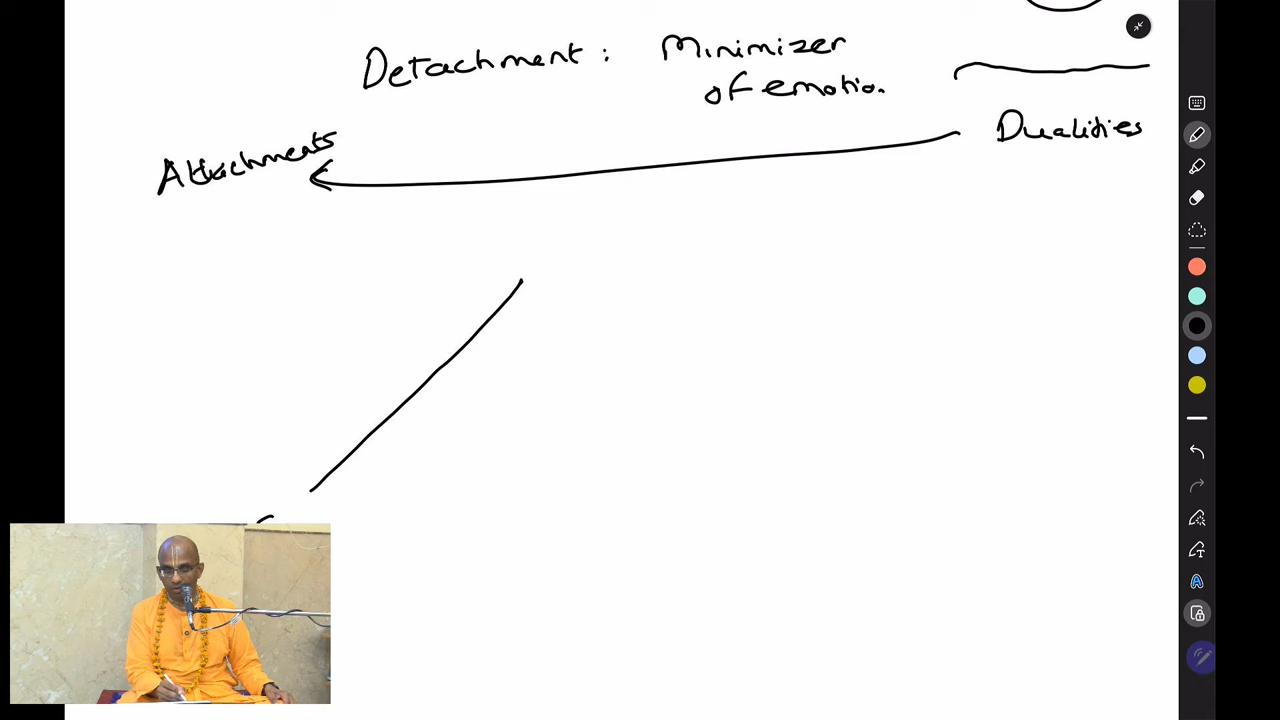 Detachment : Minimizer
of emotio.
Dualities
Attachments